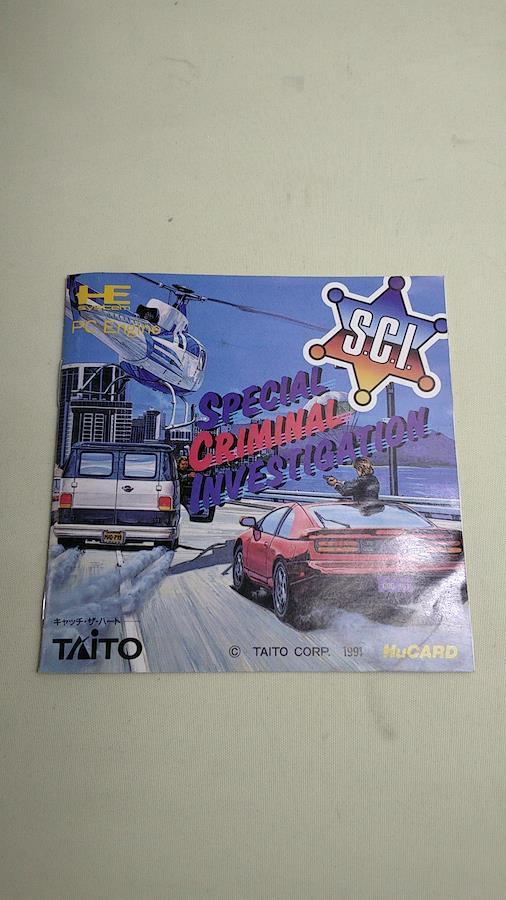 HE
SYSTEM
PC Engine
S.C.I.
SPECIAL
CRIMINAL
INVESTIGATION
キャッチ・ザ・ハート
TAITO
© TAITO CORP. 1991
HuCARD